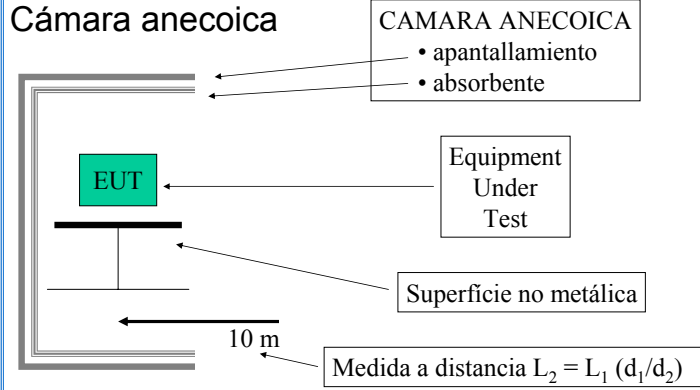 Cámara anecoica
CAMARA ANECOICA
• apantallamiento
• absorbente
EUT
Equipment
Under
Test
Superfície no metálica
10 m
Medida a distancia L₂ = L₁ (d₁/d₂)